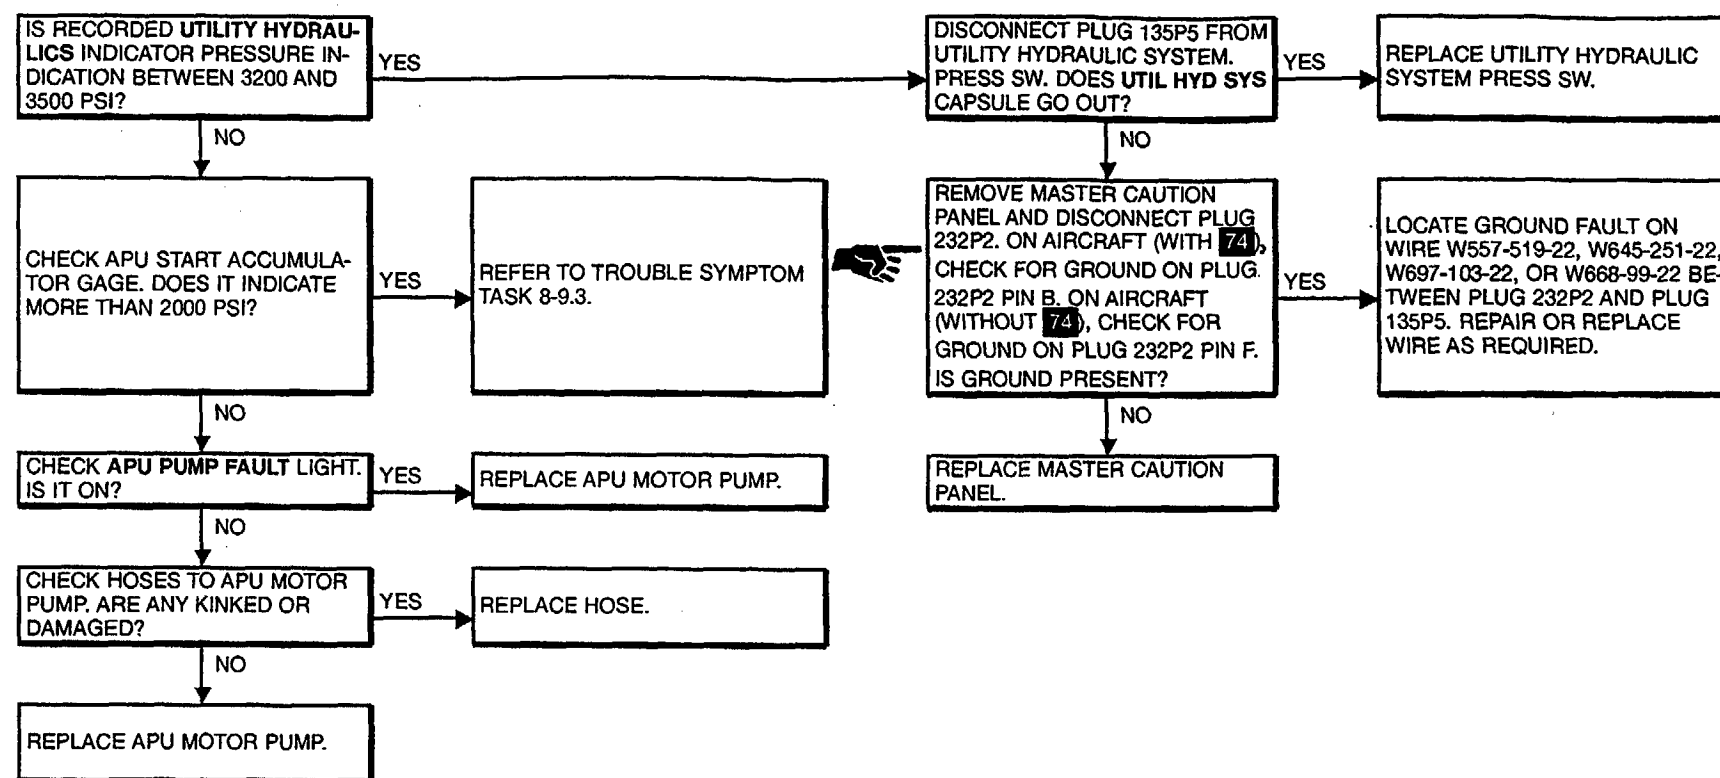 IS RECORDED UTILITY HYDRAU-
LICS INDICATOR PRESSURE IN-
DICATION BETWEEN 3200 AND
3500 PSI?
YES
NO
DISCONNECT PLUG 135P5 FROM
UTILITY HYDRAULIC SYSTEM.
PRESS SW. DOES UTIL HYD SYS
CAPSULE GO OUT?
YES
NO
REPLACE UTILITY HYDRAULIC
SYSTEM PRESS SW.
CHECK APU START ACCUMULA-
TOR GAGE. DOES IT INDICATE
MORE THAN 2000 PSI?
YES
NO
REFER TO TROUBLE SYMPTOM
TASK 8-9.3.
REMOVE MASTER CAUTION
PANEL AND DISCONNECT PLUG
232P2. ON AIRCRAFT (WITH 74),
CHECK FOR GROUND ON PLUG.
232P2 PIN B. ON AIRCRAFT
(WITHOUT 74), CHECK FOR
GROUND ON PLUG 232P2 PIN F.
IS GROUND PRESENT?
YES
NO
LOCATE GROUND FAULT ON
WIRE W557-519-22, W645-251-22,
W697-103-22, OR W668-99-22 BE-
TWEEN PLUG 232P2 AND PLUG
135P5. REPAIR OR REPLACE
WIRE AS REQUIRED.
CHECK APU PUMP FAULT LIGHT.
IS IT ON?
YES
NO
REPLACE APU MOTOR PUMP.
REPLACE MASTER CAUTION
PANEL.
CHECK HOSES TO APU MOTOR
PUMP. ARE ANY KINKED OR
DAMAGED?
YES
NO
REPLACE HOSE.
REPLACE APU MOTOR PUMP.